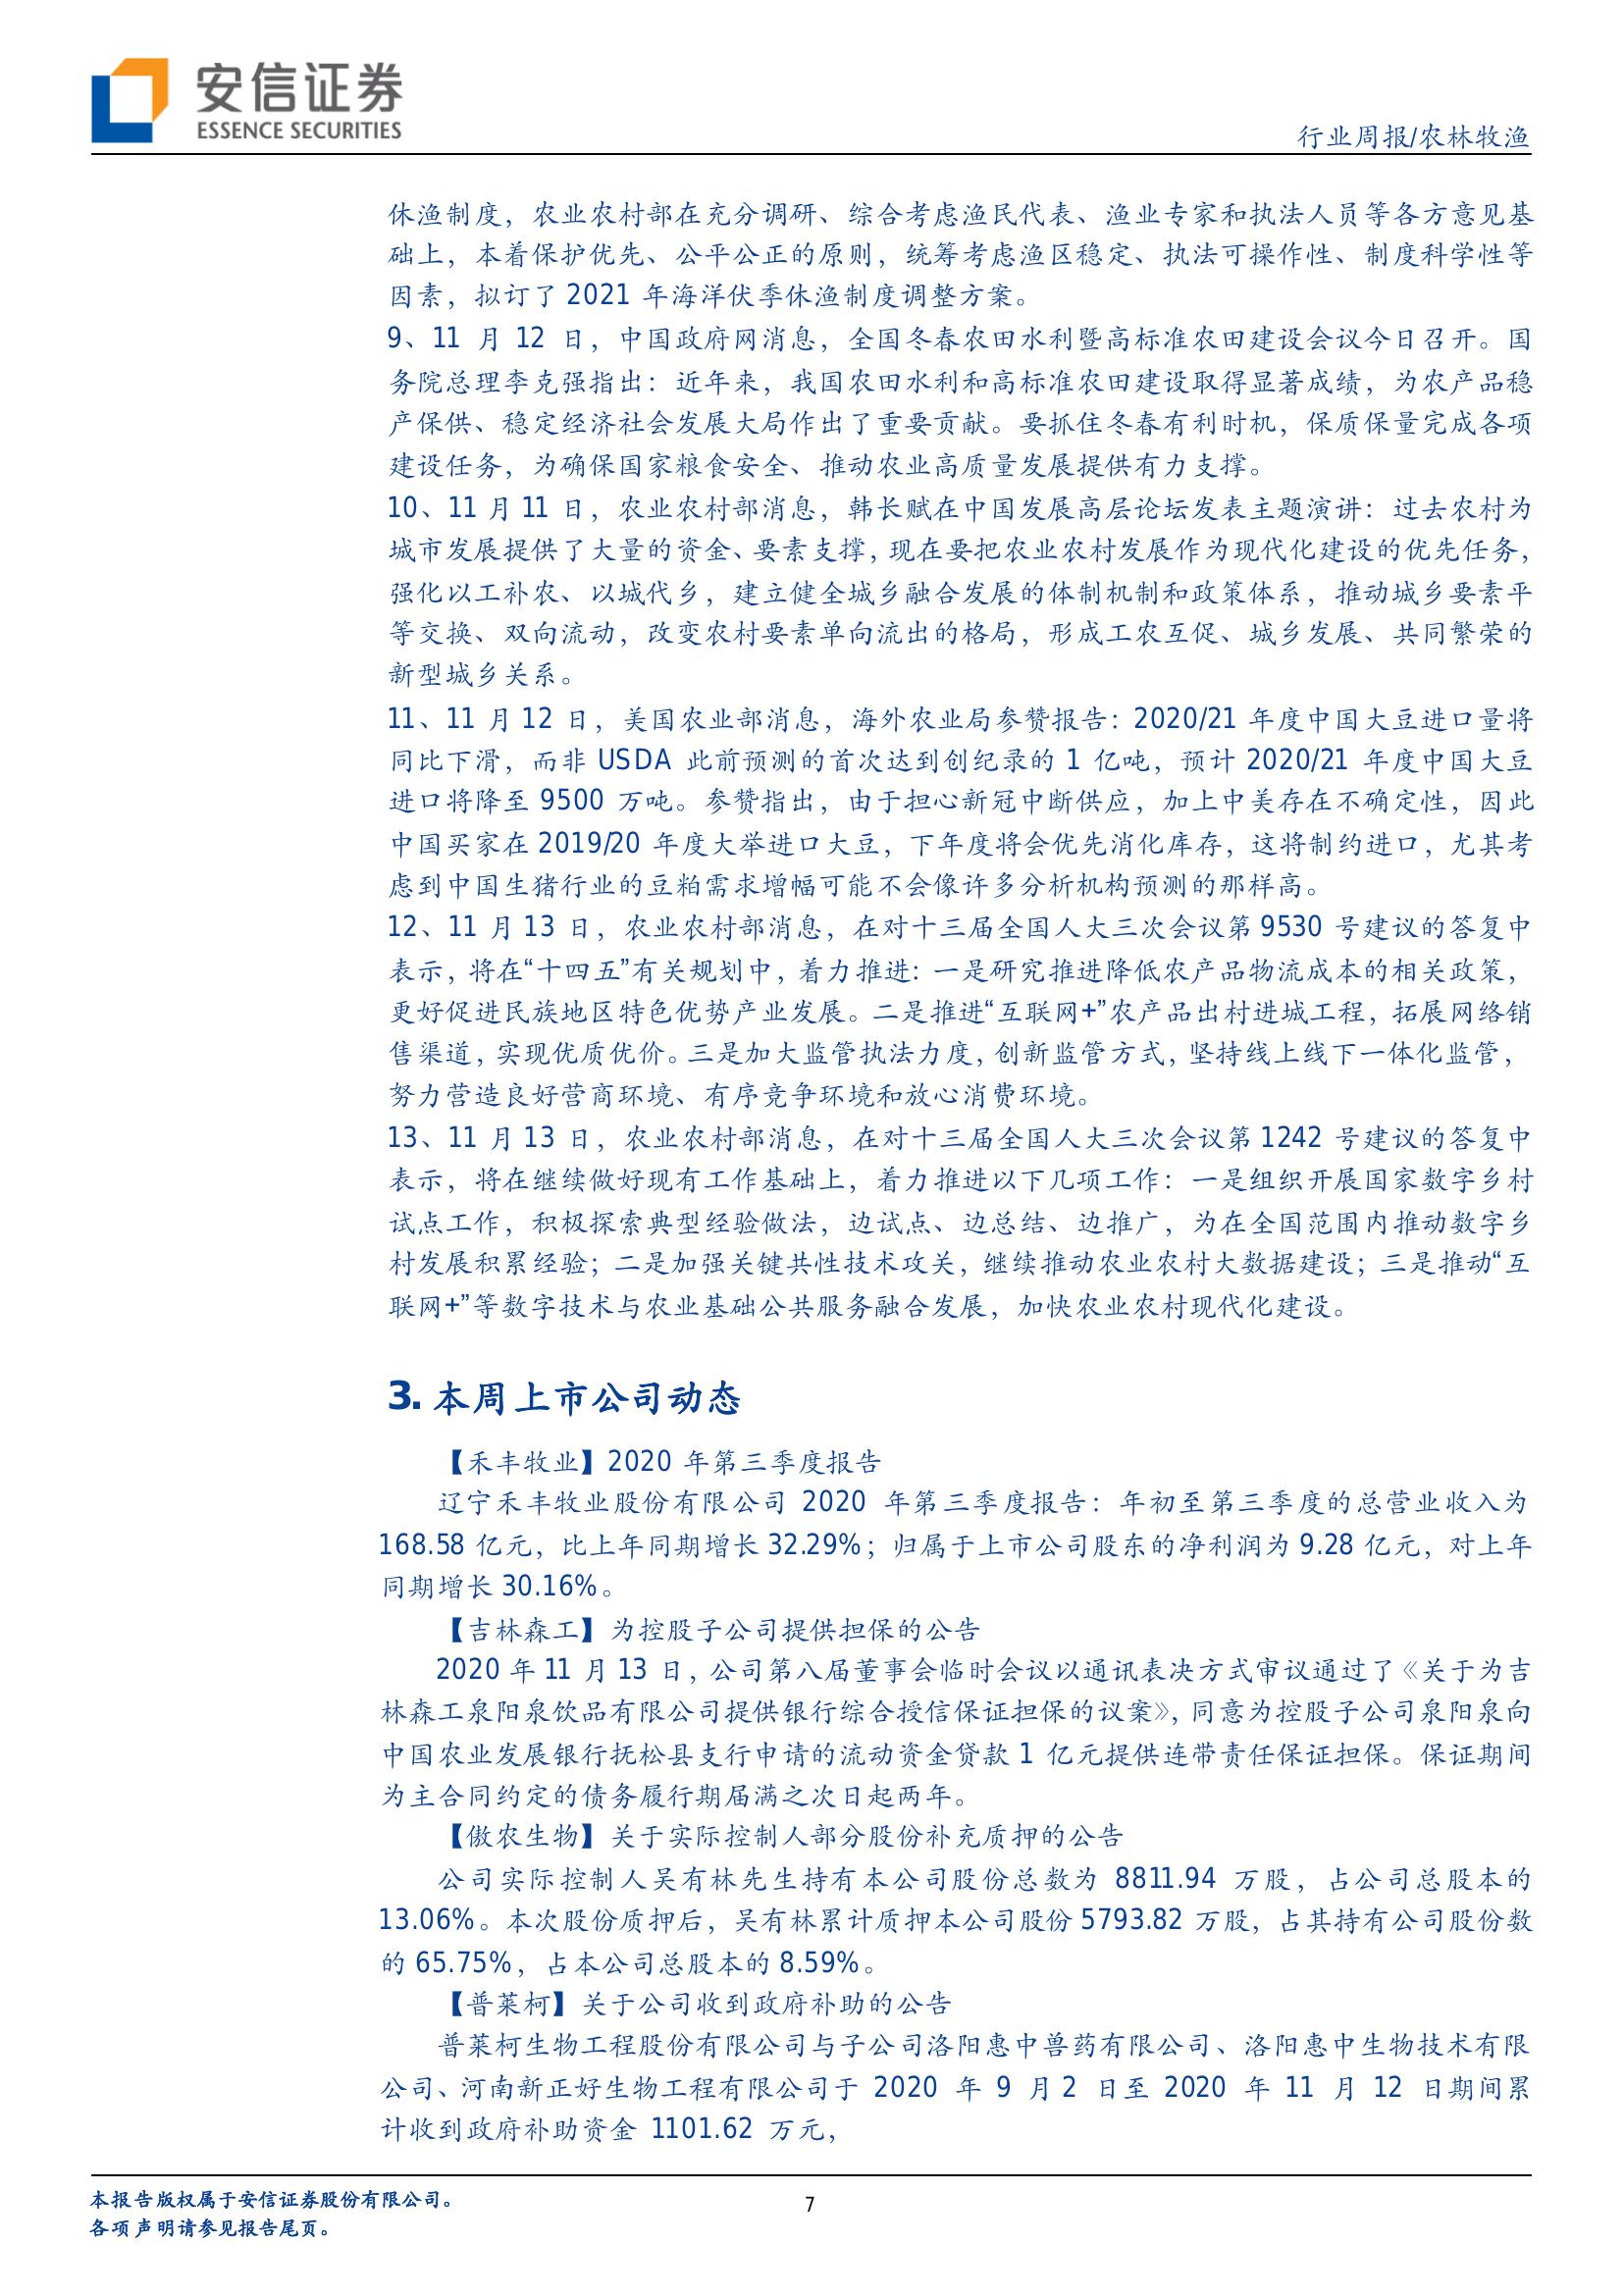 安信证券
ESSENCE SECURITIES
行业周报/农林牧渔
休渔制度，农业农村部在充分调研、综合考虑渔民代表、渔业专家和执法人员等各方意见基
础上，本着保护优先、公平公正的原则，统筹考虑渔区稳定、执法可操作性、制度科学性等
因素，拟订了 2021 年海洋伏季休渔制度调整方案。
9、11 月 12 日，中国政府网消息，全国冬春农田水利暨高标准农田建设会议今日召开。国
务院总理李克强指出：近年来，我国农田水利和高标准农田建设取得显著成绩，为农产品稳
产保供、稳定经济社会发展大局作出了重要贡献。要抓住冬春有利时机，保质保量完成各项
建设任务，为确保国家粮食安全、推动农业高质量发展提供有力支撑。
10、11 月 11 日，农业农村部消息，韩长赋在中国发展高层论坛发表主题演讲：过去农村为
城市发展提供了大量的资金、要素支撑，现在要把农业农村发展作为现代化建设的优先任务，
强化以工补农、以城代乡，建立健全城乡融合发展的体制机制和政策体系，推动城乡要素平
等交换、双向流动，改变农村要素单向流出的格局，形成工农互促、城乡发展、共同繁荣的
新型城乡关系。
11、11 月 12 日，美国农业部消息，海外农业局参赞报告：2020/21 年度中国大豆进口量将
同比下滑，而非 USDA 此前预测的首次达到创纪录的 1 亿吨，预计 2020/21 年度中国大豆
进口将降至 9500 万吨。参赞指出，由于担心新冠中断供应，加上中美存在不确定性，因此
中国买家在 2019/20 年度大举进口大豆，下年度将会优先消化库存，这将制约进口，尤其考
虑到中国生猪行业的豆粕需求增幅可能不会像许多分析机构预测的那样高。
12、11 月 13 日，农业农村部消息，在对十三届全国人大三次会议第 9530 号建议的答复中
表示，将在“十四五”有关规划中，着力推进：一是研究推进降低农产品物流成本的相关政策，
更好促进民族地区特色优势产业发展。二是推进“互联网+”农产品出村进城工程，拓展网络销
售渠道，实现优质优价。三是加大监管执法力度，创新监管方式，坚持线上线下一体化监管，
努力营造良好营商环境、有序竞争环境和放心消费环境。
13、11 月 13 日，农业农村部消息，在对十三届全国人大三次会议第 1242 号建议的答复中
表示，将在继续做好现有工作基础上，着力推进以下几项工作：一是组织开展国家数字乡村
试点工作，积极探索典型经验做法，边试点、边总结、边推广，为在全国范围内推动数字乡
村发展积累经验；二是加强关键共性技术攻关，继续推动农业农村大数据建设；三是推动“互
联网+”等数字技术与农业基础公共服务融合发展，加快农业农村现代化建设。
3. 本周上市公司动态
【禾丰牧业】2020 年第三季度报告
辽宁禾丰牧业股份有限公司 2020 年第三季度报告：年初至第三季度的总营业收入为
168.58 亿元，比上年同期增长 32.29%；归属于上市公司股东的净利润为 9.28 亿元，对上年
同期增长 30.16%。
【吉林森工】为控股子公司提供担保的公告
2020 年 11 月 13 日，公司第八届董事会临时会议以通讯表决方式审议通过了《关于为吉
林森工泉阳泉饮品有限公司提供银行综合授信保证担保的议案》，同意为控股子公司泉阳泉向
中国农业发展银行抚松县支行申请的流动资金贷款 1 亿元提供连带责任保证担保。保证期间
为主合同约定的债务履行期届满之次日起两年。
【傲农生物】关于实际控制人部分股份补充质押的公告
公司实际控制人吴有林先生持有本公司股份总数为 8811.94 万股，占公司总股本的
13.06%。本次股份质押后，吴有林累计质押本公司股份 5793.82 万股，占其持有公司股份数
的 65.75%，占本公司总股本的 8.59%。
【普莱柯】关于公司收到政府补助的公告
普莱柯生物工程股份有限公司与子公司洛阳惠中兽药有限公司、洛阳惠中生物技术有限
公司、河南新正好生物工程有限公司于 2020 年 9 月 2 日至 2020 年 11 月 12 日期间累
计收到政府补助资金 1101.62 万元，
本报告版权属于安信证券股份有限公司。
各项声明请参见报告尾页。
7